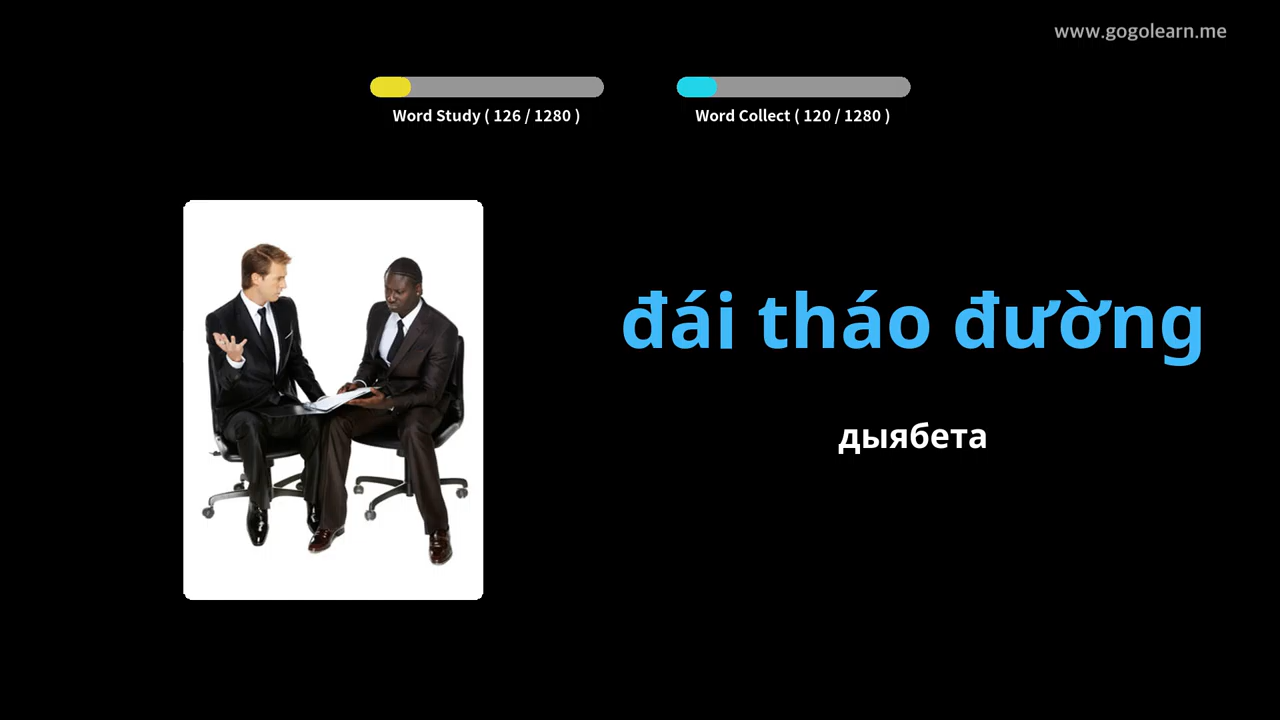 www.gogolearn.me
Word Study ( 126 / 1280 )
Word Collect ( 120 / 1280 )
đái tháo đường
дыябета